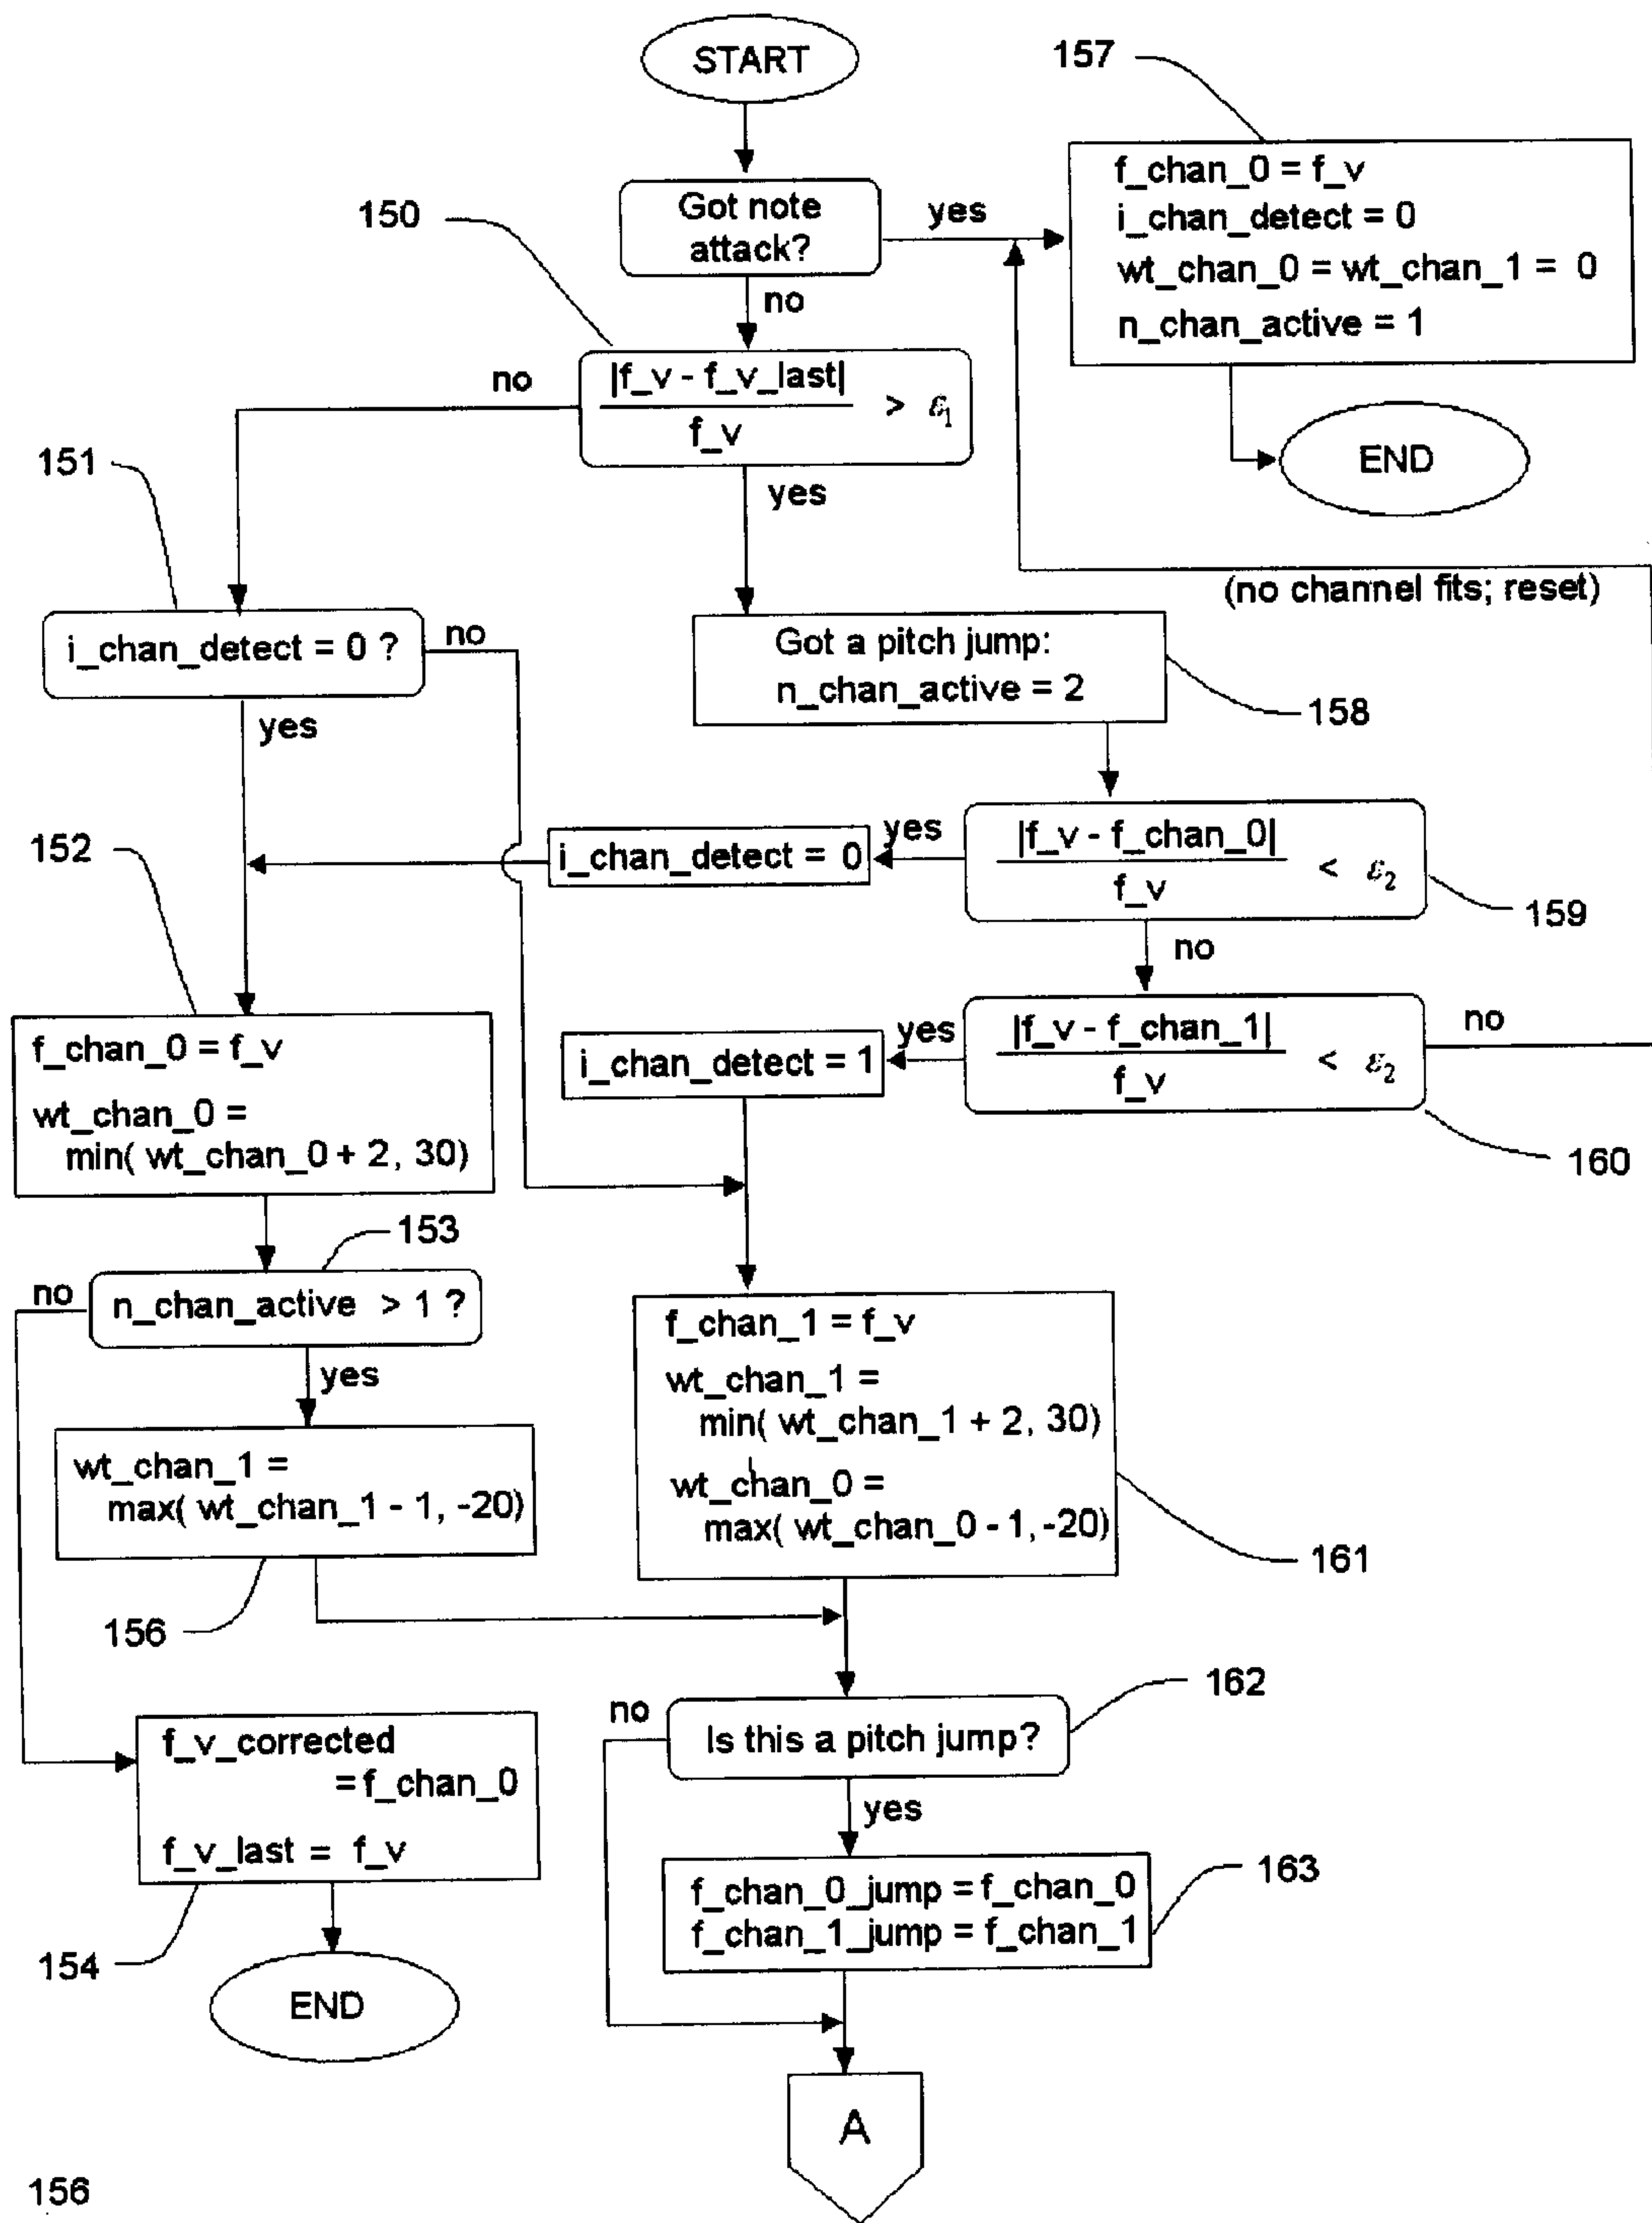 START
157
Got note
attack?
yes
no
f_chan_0 = f_v
i_chan_detect = 0
wt_chan_0 = wt_chan_1 = 0
n_chan_active = 1
END
150
|f_v - f_v_last|
f_v
> ε1
no
yes
151
i_chan_detect = 0 ?
no
yes
(no channel fits; reset)
Got a pitch jump:
n_chan_active = 2
158
|f_v - f_chan_0|
f_v
< ε2
159
yes
no
i_chan_detect = 0
152
f_chan_0 = f_v
wt_chan_0 =
min( wt_chan_0 + 2, 30)
|f_v - f_chan_1|
f_v
< ε2
160
no
yes
i_chan_detect = 1
153
n_chan_active > 1 ?
no
yes
wt_chan_1 =
max( wt_chan_1 - 1, -20)
156
f_chan_1 = f_v
wt_chan_1 =
min( wt_chan_1 + 2, 30)
wt_chan_0 =
max( wt_chan_0 - 1, -20)
161
f_v_corrected
= f_chan_0
f_v_last = f_v
154
END
162
Is this a pitch jump?
no
yes
163
f_chan_0_jump = f_chan_0
f_chan_1_jump = f_chan_1
A
156